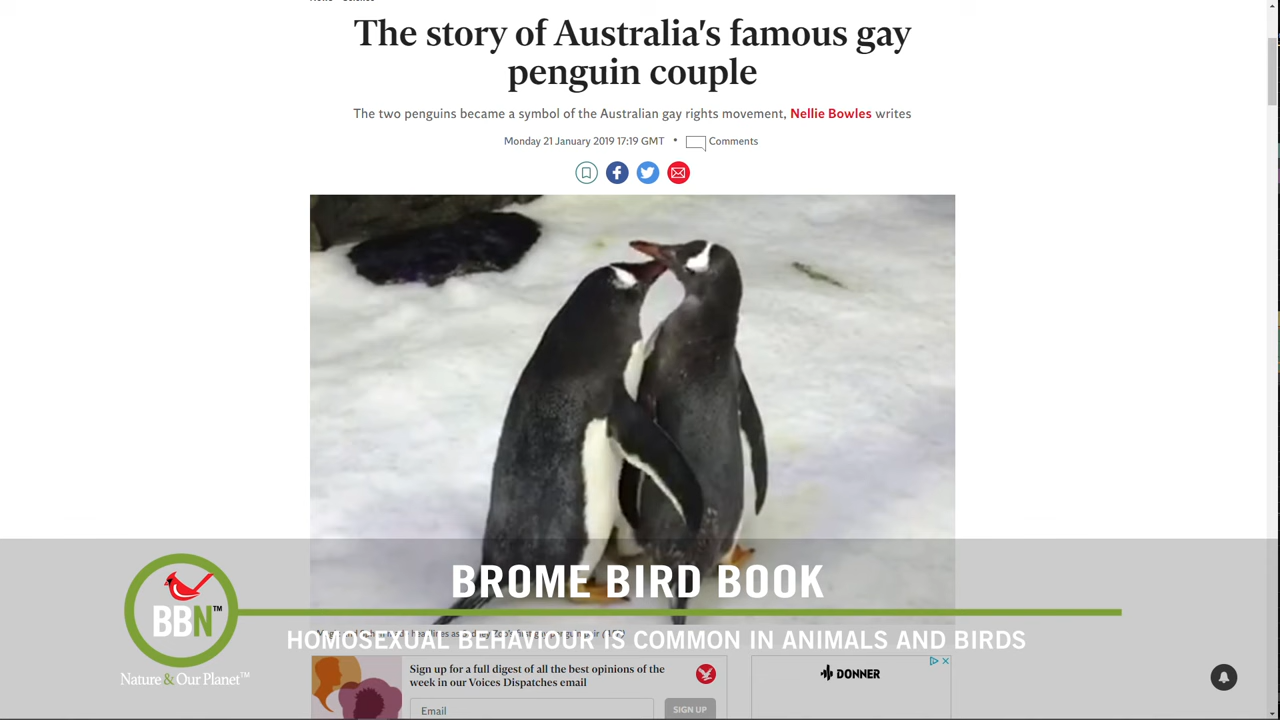 The story of Australia's famous gay
penguin couple
The two penguins became a symbol of the Australian gay rights movement, Nellie Bowles writes
Monday 21 January 2019 17:19 GMT • Comments
BROME BIRD BOOK
BBN™
HOMOSEXUAL BEHAVIOUR IS COMMON IN ANIMALS AND BIRDS
Nature & Our Planet™
Sign up for a full digest of all the best opinions of the
week in our Voices Dispatches email
Email
SIGN UP
DONNER